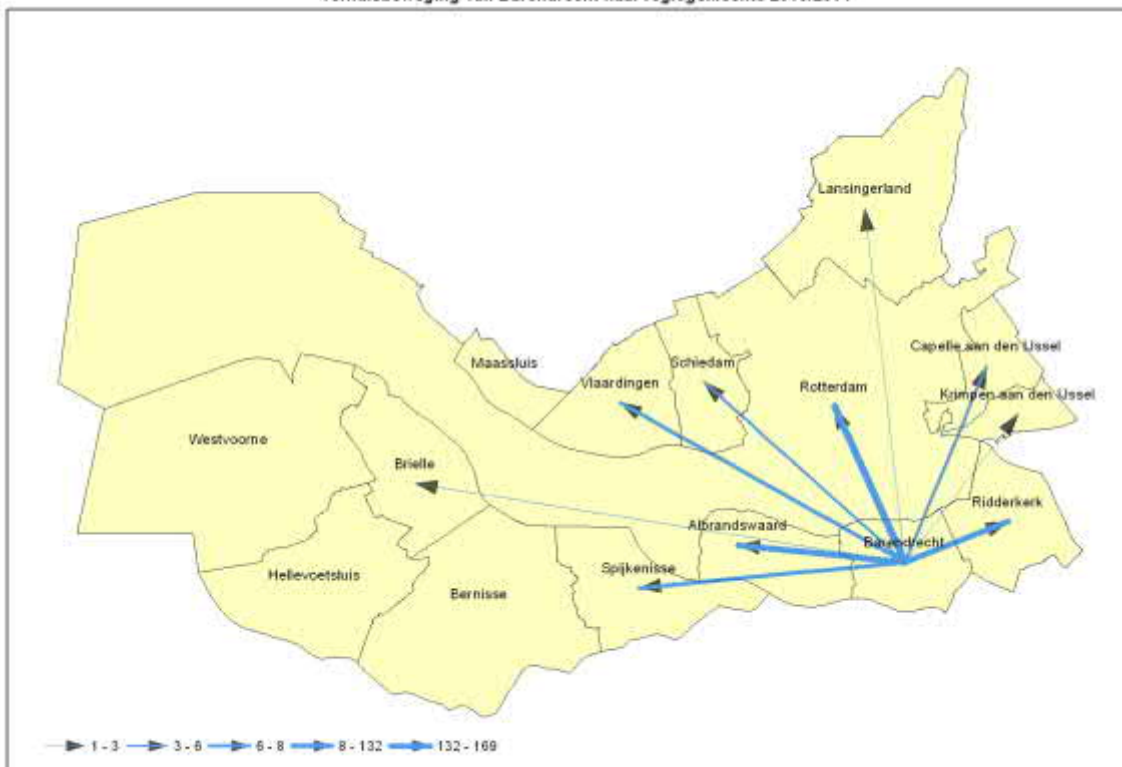 Lansingerland
Capelle aan den IJssel
Maassluis
Schiedam
Vlaardingen
Rotterdam
Krimpen aan den IJssel
Westvoorne
Brielle
Ridderkerk
Albrandswaard
Barendrecht
Hellevoetsluis
Spijkenisse
Bernisse
1 - 3 3 - 6 6 - 8 8 - 132 132 - 169